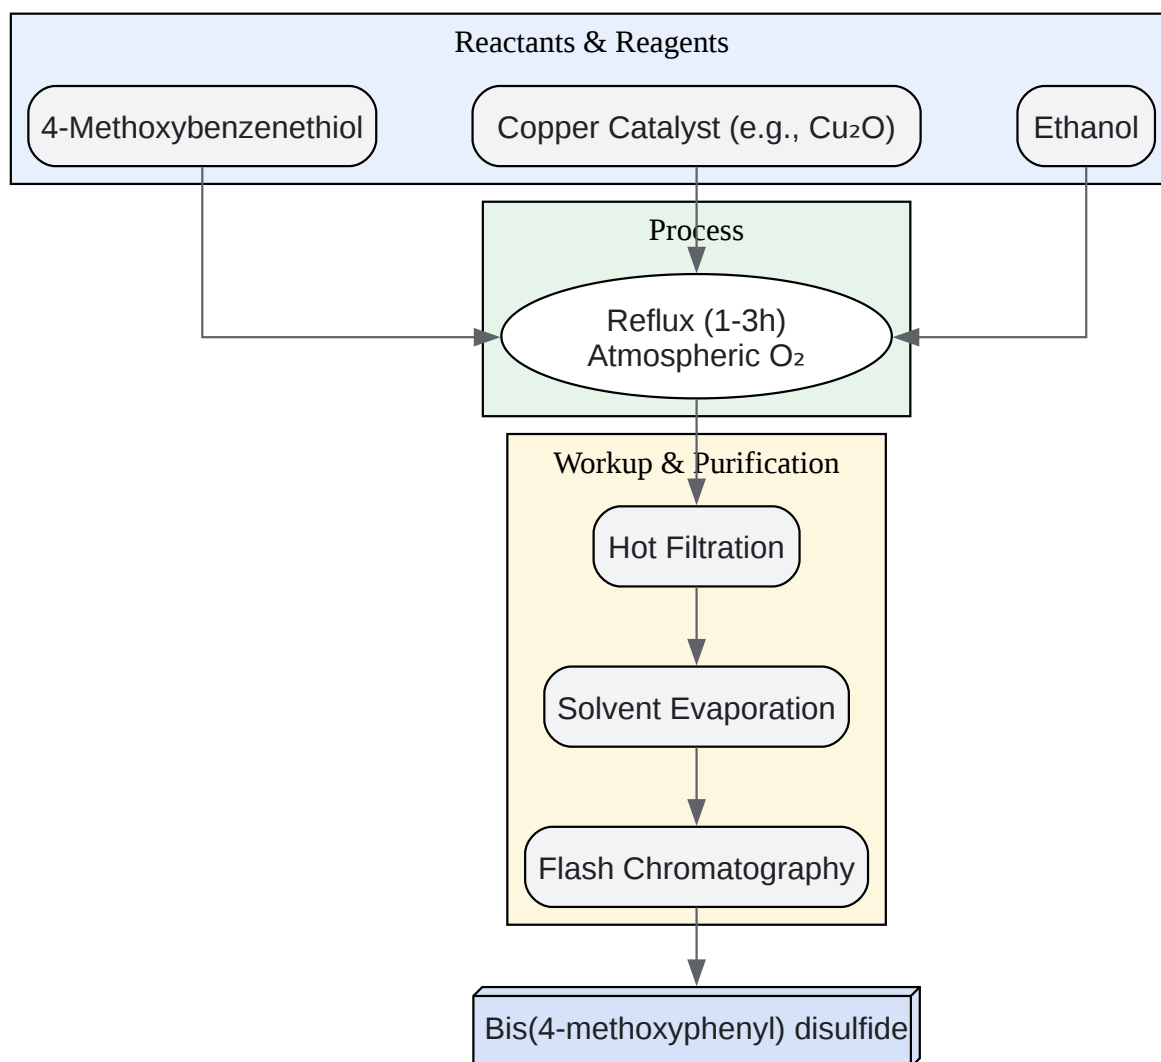 Reactants & Reagents
4-Methoxybenzenethiol
Copper Catalyst (e.g., Cu₂O)
Ethanol
Process
Reflux (1-3h)
Atmospheric O₂
Workup & Purification
Hot Filtration
Solvent Evaporation
Flash Chromatography
Bis(4-methoxyphenyl) disulfide